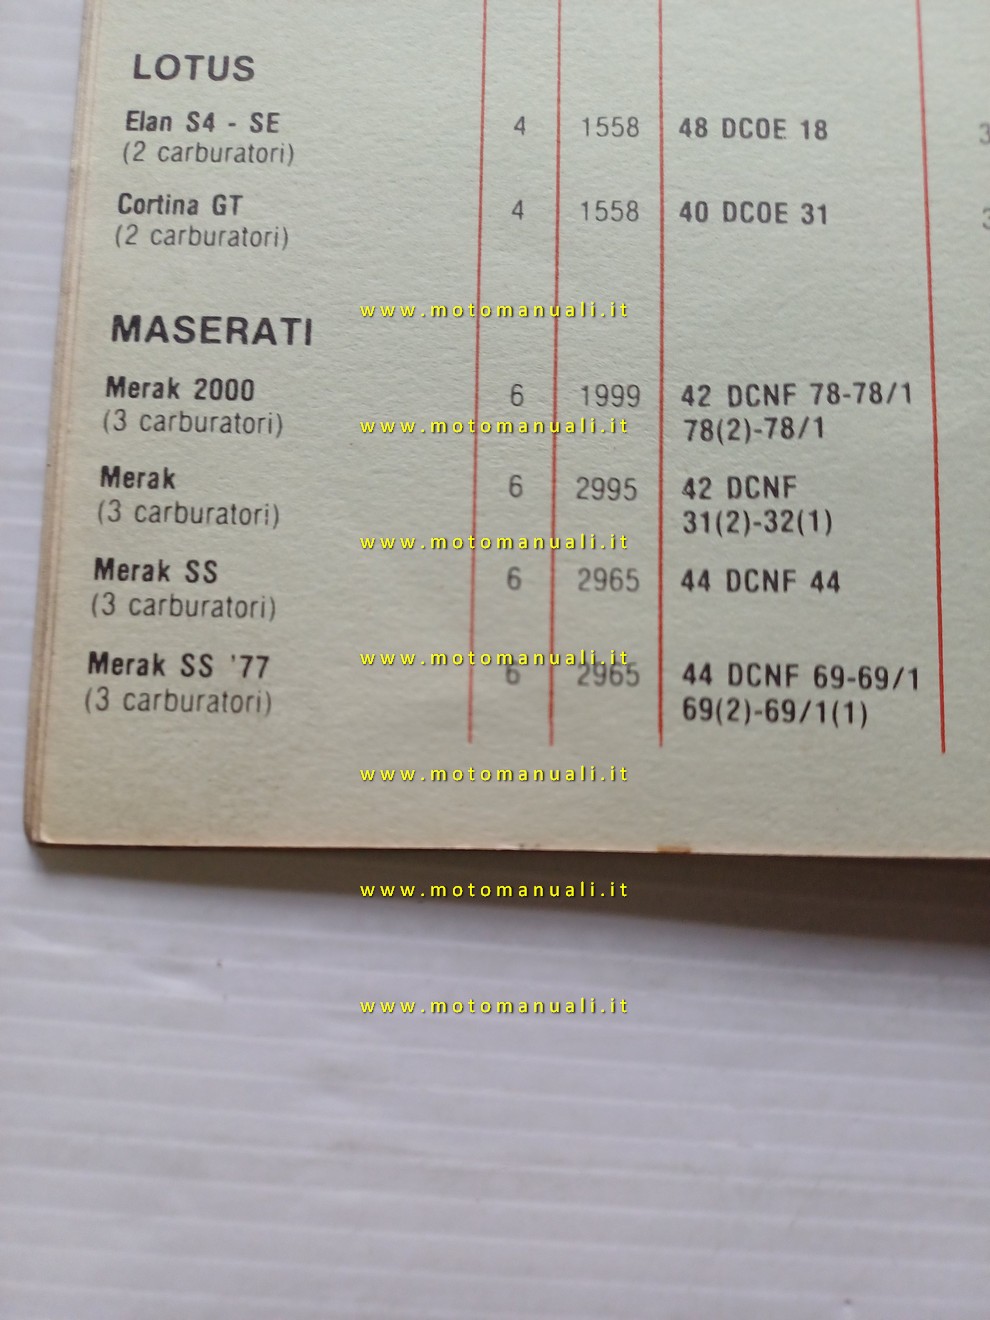 LOTUS
Elan S4 - SE 4 1558 48 DCOE 18
(2 carburatori)
Cortina GT 4 1558 40 DCOE 31
(2 carburatori)
www.motomanuali.it
MASERATI
Merak 2000 6 1999 42 DCNF 78-78/1
(3 carburatori) 78(2)-78/1
www.motomanuali.it
Merak 6 2995 42 DCNF
(3 carburatori) 31(2)-32(1)
www.motomanuali.it
Merak SS 6 2965 44 DCNF 44
(3 carburatori)
www.motomanuali.it
Merak SS '77 6 2965 44 DCNF 69-69/1
(3 carburatori) 69(2)-69/1(1)
www.motomanuali.it
www.motomanuali.it
www.motomanuali.it